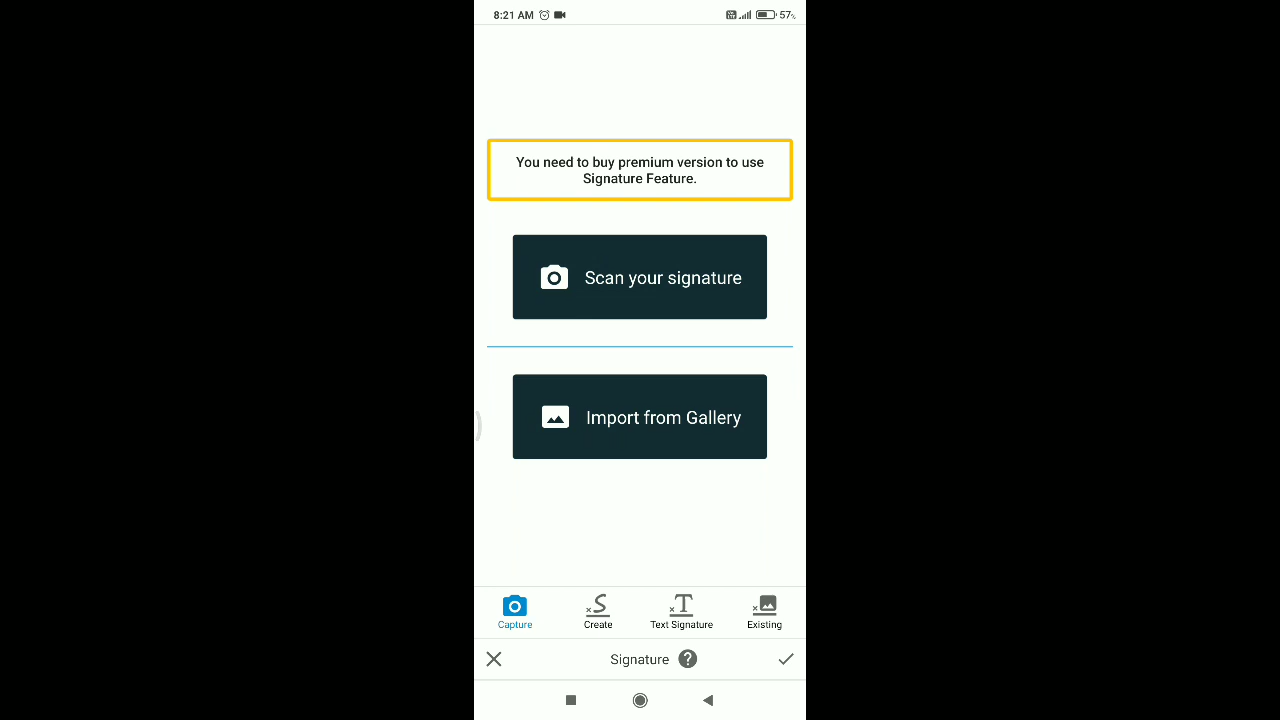 8:21 AM
57%
You need to buy premium version to use
Signature Feature.
Scan your signature
Import from Gallery
Capture
Create
Text Signature
Existing
Signature